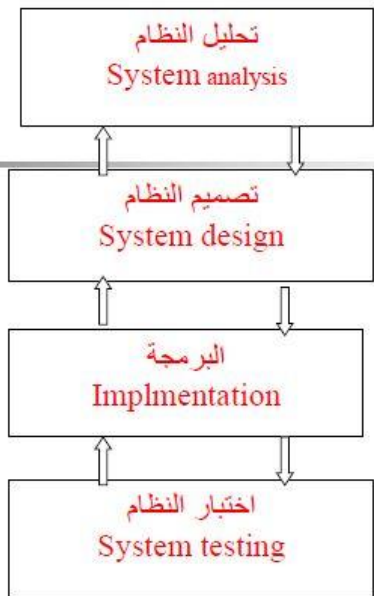 تحليل النظام
System analysis
تصميم النظام
System design
البرمجة
Implmentation
اختبار النظام
System testing